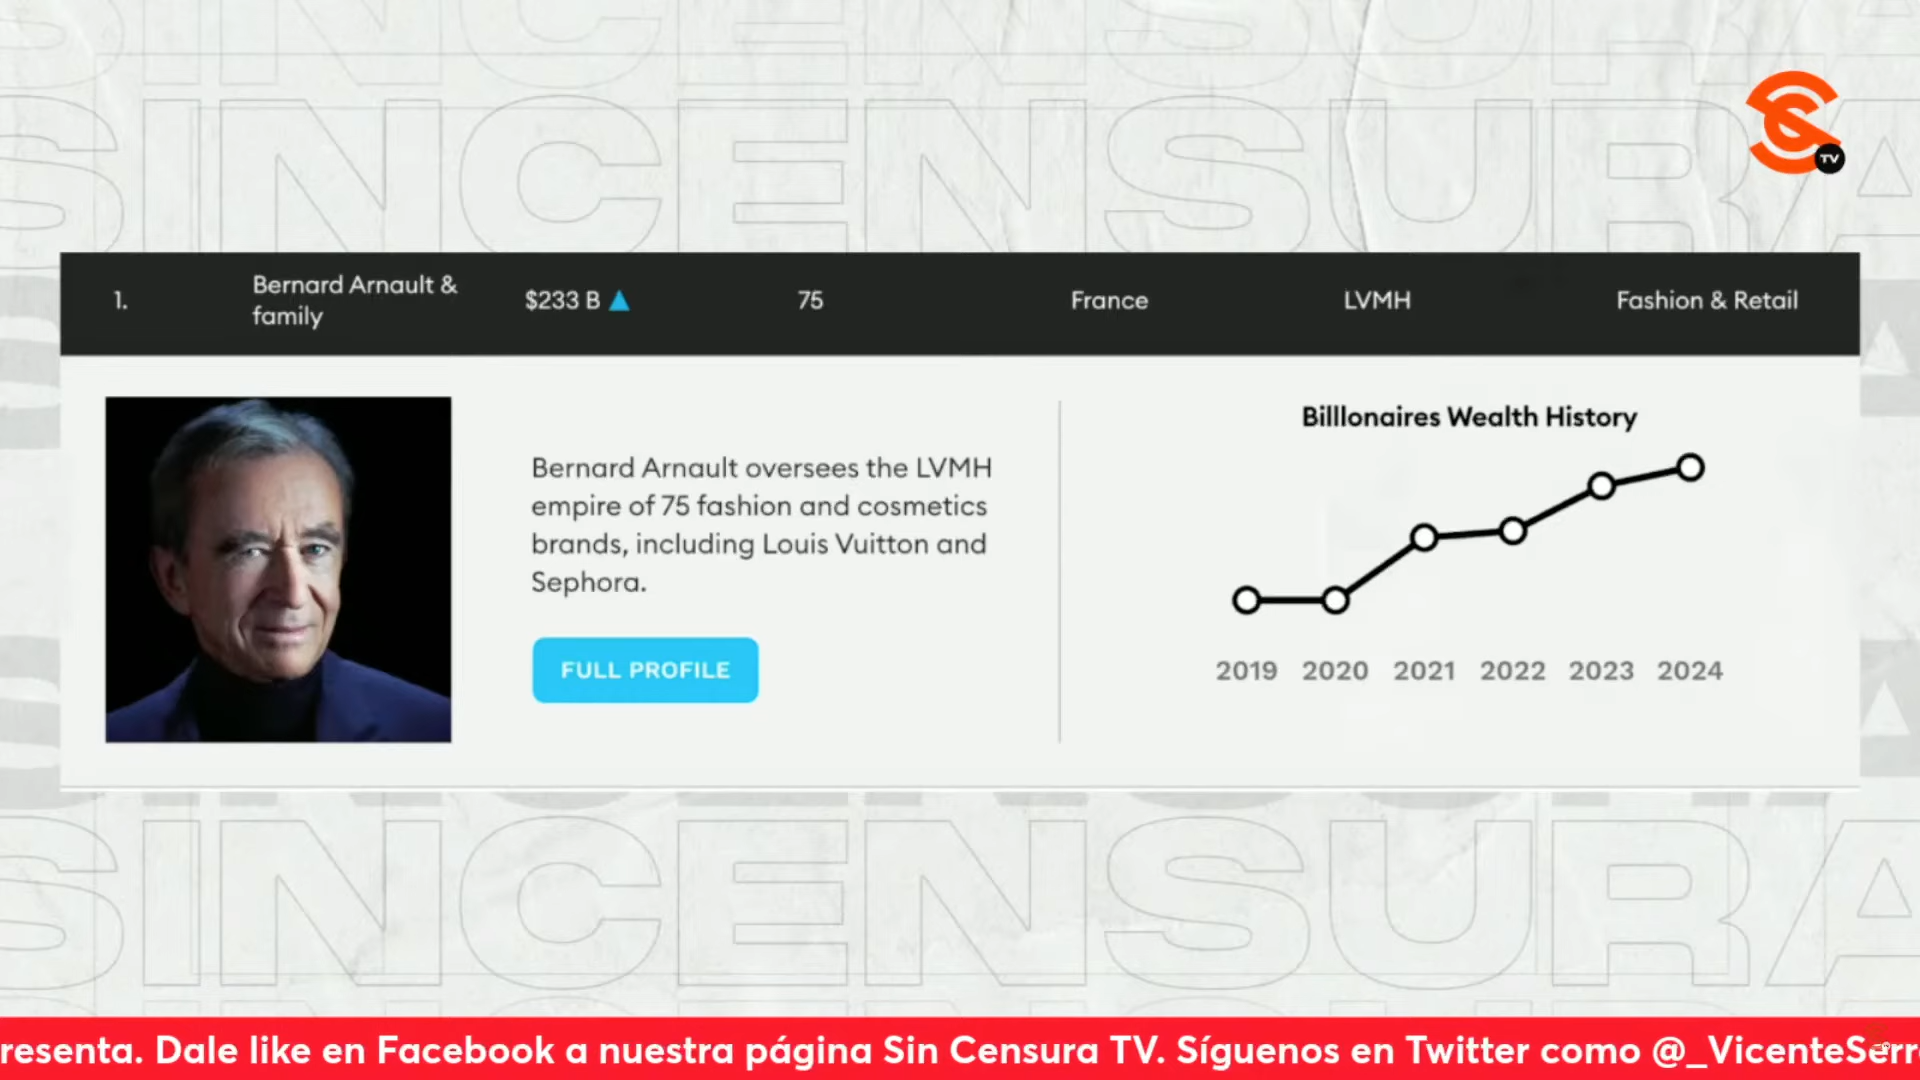 SINCENSURA
SINCENSURA
TV
1. Bernard Arnault & family $233 B 75 France LVMH Fashion & Retail
Bernard Arnault oversees the LVMH
empire of 75 fashion and cosmetics
brands, including Louis Vuitton and
Sephora.
FULL PROFILE
Billlonaires Wealth History
2019 2020 2021 2022 2023 2024
SINCENSURA
resenta. Dale like en Facebook a nuestra página Sin Censura TV. Síguenos en Twitter como @_VicenteSerr